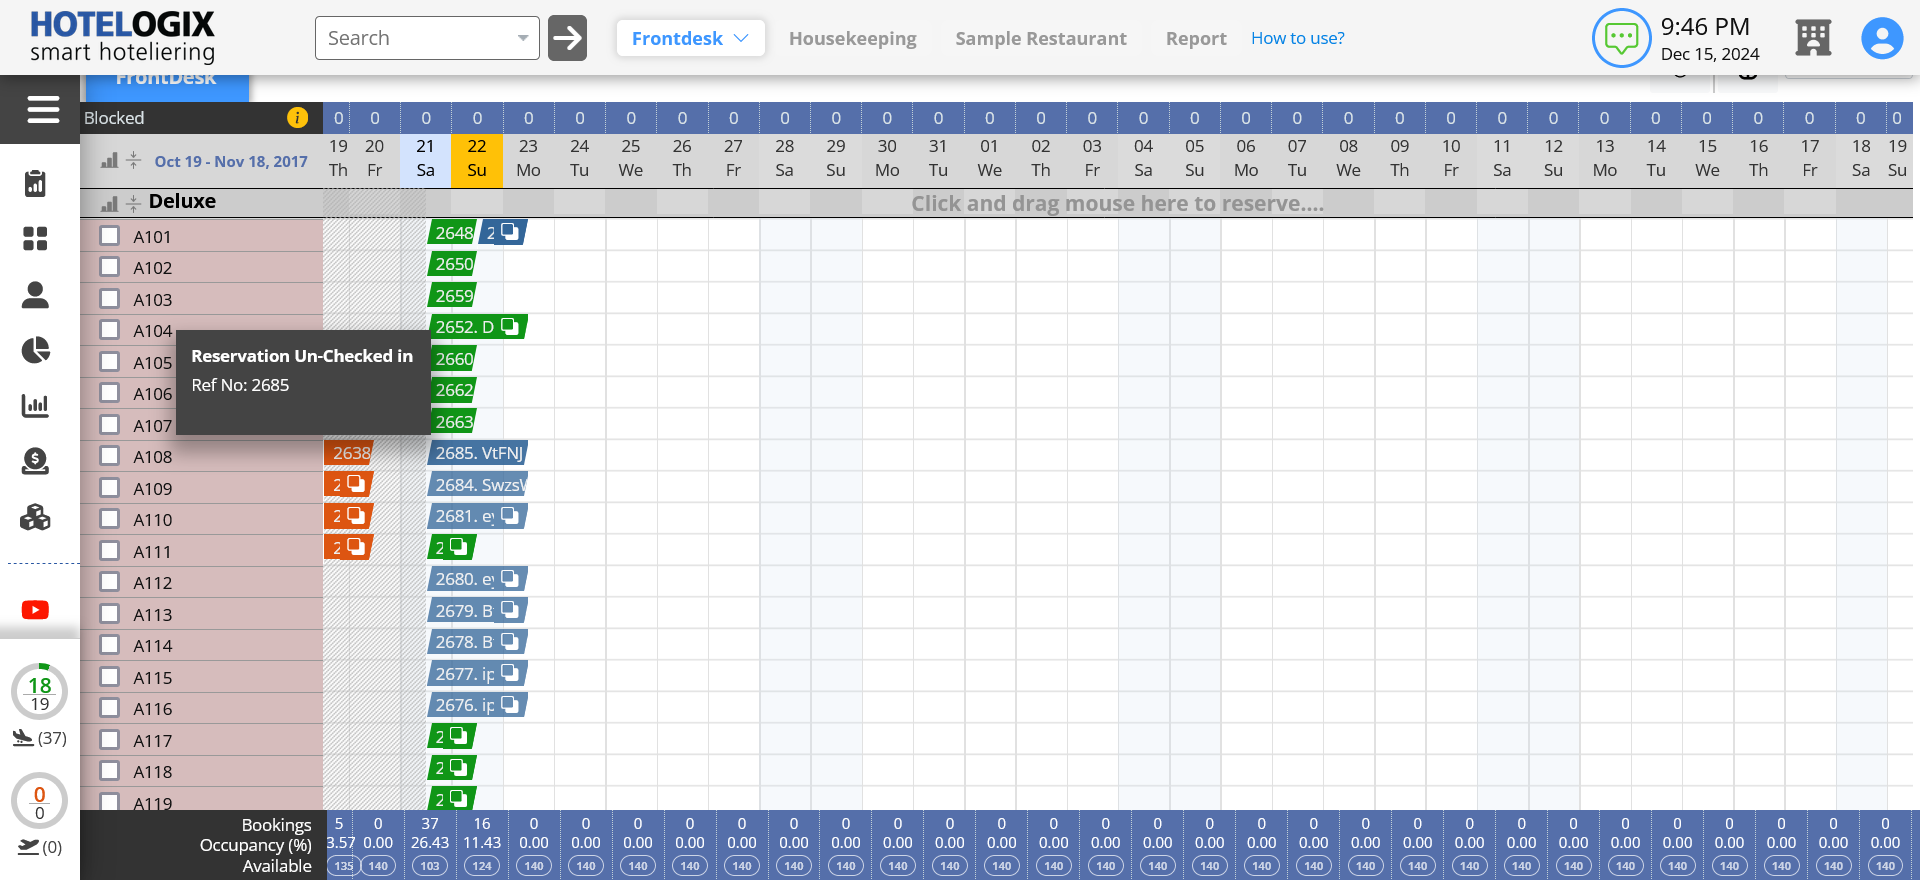 HOTELOGIX
smart hoteliering
Search
Frontdesk
Housekeeping
Sample Restaurant
Report
How to use?
9:46 PM
Dec 15, 2024
FrontDesk
Blocked i 0 0 0 0 0 0 0 0 0 0 0 0 0 0 0 0 0 0 0 0 0 0 0 0 0 0 0 0 0 0 0 0
Oct 19 - Nov 18, 2017
19 20 21 22 23 24 25 26 27 28 29 30 31 01 02 03 04 05 06 07 08 09 10 11 12 13 14 15 16 17 18 19
Th Fr Sa Su Mo Tu We Th Fr Sa Su Mo Tu We Th Fr Sa Su Mo Tu We Th Fr Sa Su Mo Tu We Th Fr Sa Su
Deluxe
Click and drag mouse here to reserve....
A101 2648 2
A102 2650
A103 2659
A104 2652. D
A105 2660
A106 2662
A107 2663
Reservation Un-Checked in
Ref No: 2685
A108 2638 2685. VtFNJ
A109 2 2684. Swzs
A110 2 2681. ey
A111 2 2
A112 2680. ey
A113 2679. B
A114 2678. B
A115 2677. ip
A116 2676. ip
A117 2
A118 2
A119 2
18
19
(37)
0
0
(0)
Bookings 5 0 37 16 0 0 0 0 0 0 0 0 0 0 0 0 0 0 0 0 0 0 0 0 0 0 0 0 0 0 0
Occupancy (%) 3.57 0.00 26.43 11.43 0.00 0.00 0.00 0.00 0.00 0.00 0.00 0.00 0.00 0.00 0.00 0.00 0.00 0.00 0.00 0.00 0.00 0.00 0.00 0.00 0.00 0.00 0.00 0.00 0.00 0.00 0.00
Available 135 140 103 124 140 140 140 140 140 140 140 140 140 140 140 140 140 140 140 140 140 140 140 140 140 140 140 140 140 140 140